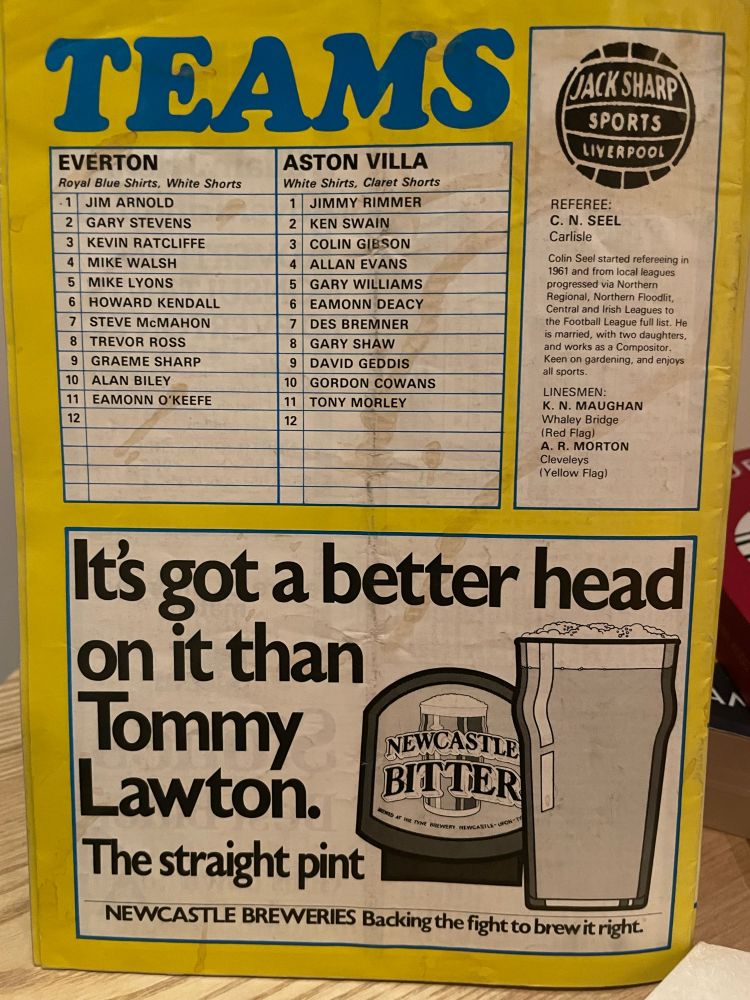 TEAMS
EVERTON
Royal Blue Shirts, White Shorts
1 JIM ARNOLD
2 GARY STEVENS
3 KEVIN RATCLIFFE
4 MIKE WALSH
5 MIKE LYONS
6 HOWARD KENDALL
7 STEVE McMAHON
8 TREVOR ROSS
9 GRAEME SHARP
10 ALAN BILEY
11 EAMONN O'KEEFE
12
ASTON VILLA
White Shirts, Claret Shorts
1 JIMMY RIMMER
2 KEN SWAIN
3 COLIN GIBSON
4 ALLAN EVANS
5 GARY WILLIAMS
6 EAMONN DEACY
7 DES BREMNER
8 GARY SHAW
9 DAVID GEDDIS
10 GORDON COWANS
11 TONY MORLEY
12
JACK SHARP
SPORTS
LIVERPOOL
REFEREE:
C. N. SEEL
Carlisle
Colin Seel started refereeing in
1961 and from local leagues
progressed via Northern
Regional, Northern Floodlit,
Central and Irish Leagues to
the Football League full list. He
is married, with two daughters,
and works as a Compositor.
Keen on gardening, and enjoys
all sports.
LINESMEN:
K. N. MAUGHAN
Whaley Bridge
(Red Flag)
A. R. MORTON
Cleveleys
(Yellow Flag)
It's got a better head
on it than
Tommy
Lawton.
The straight pint
NEWCASTLE
BITTER
BREWED AT THE TYNE BREWERY NEWCASTLE-UPON-
NEWCASTLE BREWERIES Backing the fight to brew it right.